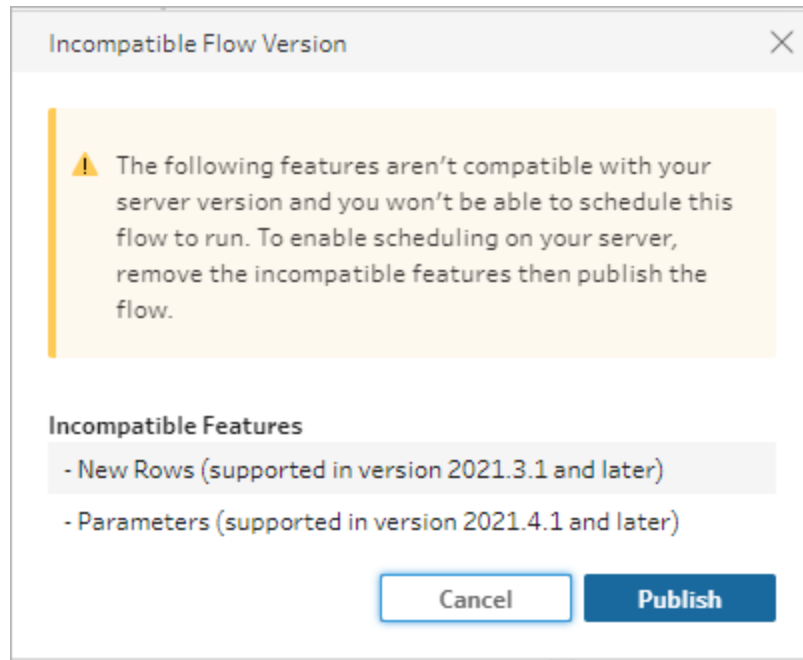 Incompatible Flow Version
The following features aren't compatible with your
server version and you won't be able to schedule this
flow to run. To enable scheduling on your server,
remove the incompatible features then publish the
flow.
Incompatible Features
- New Rows (supported in version 2021.3.1 and later)
- Parameters (supported in version 2021.4.1 and later)
Cancel Publish